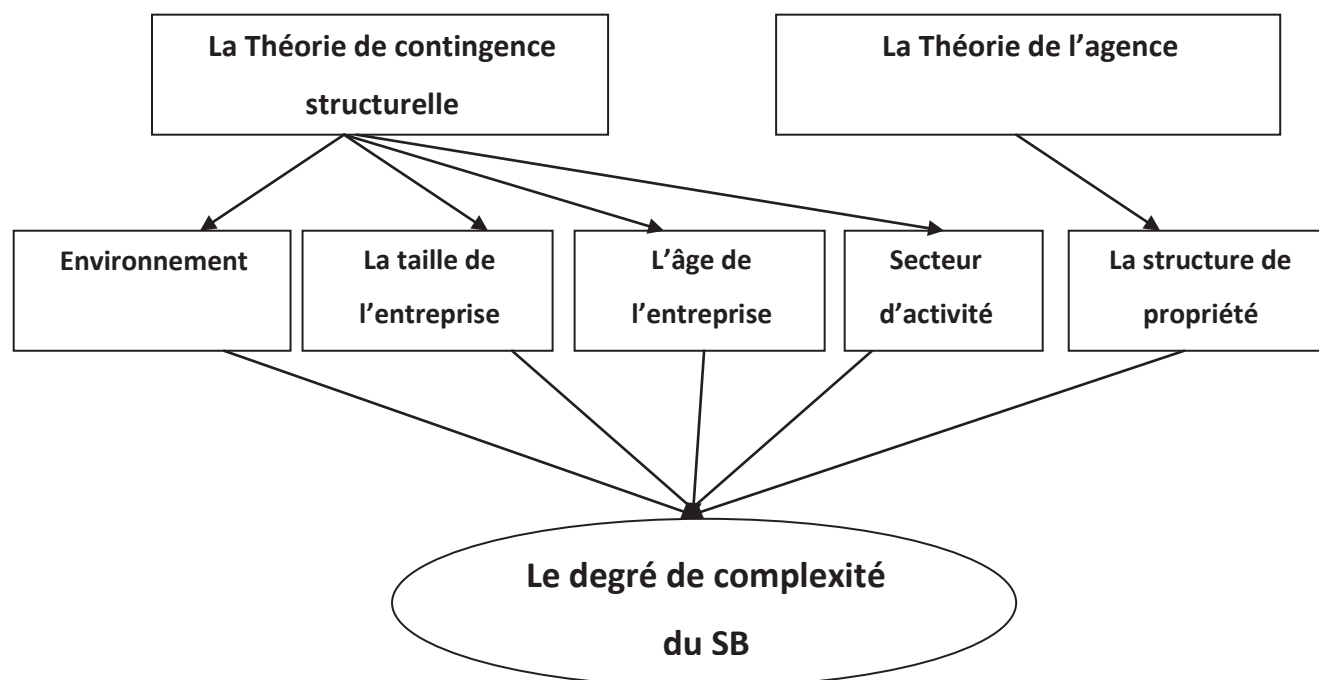 La Théorie de contingence
structurelle
La Théorie de l’agence
Environnement
La taille de
l’entreprise
L’âge de
l’entreprise
Secteur
d’activité
La structure de
propriété
Le degré de complexité
du SB